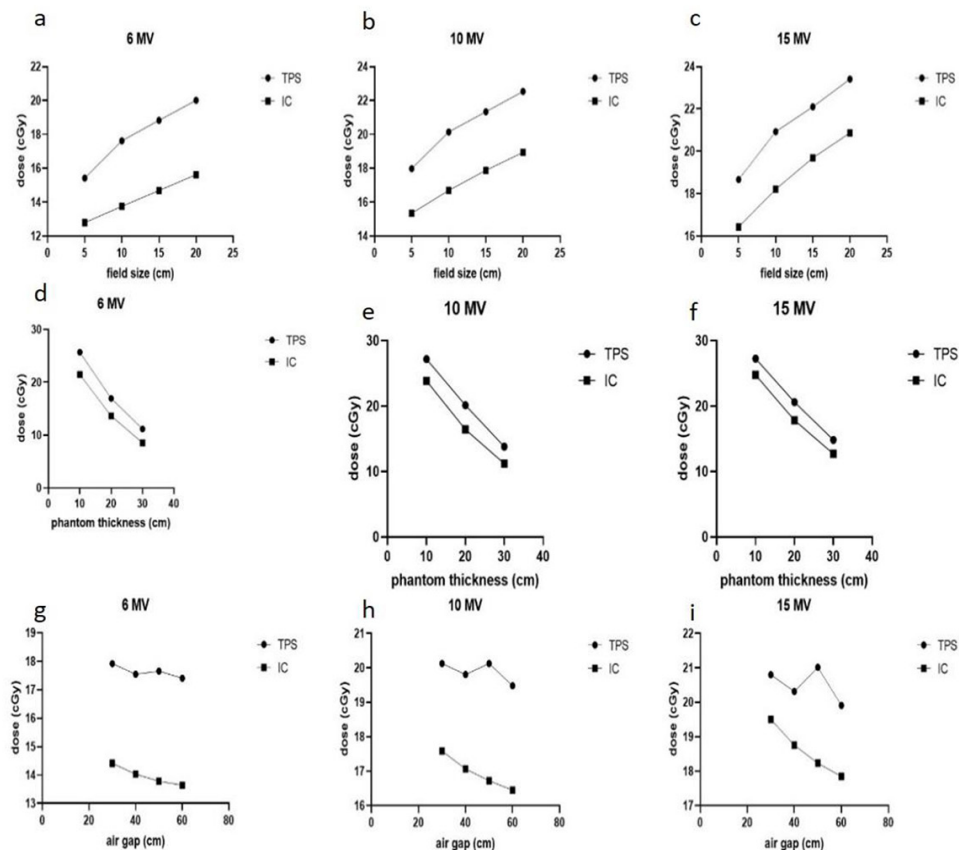 a
6 MV
22
20
18
16
14
12
0 5 10 15 20 25
dose (cGy)
field size (cm)
TPS
IC
b
10 MV
24
22
20
18
16
14
0 5 10 15 20 25
dose (cGy)
field size (cm)
TPS
IC
c
15 MV
24
22
20
18
16
0 5 10 15 20 25
dose (cGy)
field size (cm)
TPS
IC
d
6 MV
30
20
10
0
0 10 20 30 40
dose (cGy)
phantom thickness (cm)
TPS
IC
e
10 MV
30
20
10
0
0 10 20 30 40
dose (cGy)
phantom thickness (cm)
TPS
IC
f
15 MV
30
20
10
0
0 10 20 30 40
dose (cGy)
phantom thickness (cm)
TPS
IC
g
6 MV
19
18
17
16
15
14
13
0 20 40 60 80
dose (cGy)
air gap (cm)
TPS
IC
h
10 MV
21
20
19
18
17
16
0 20 40 60 80
dose (cGy)
air gap (cm)
TPS
IC
i
15 MV
22
21
20
19
18
17
0 20 40 60 80
dose (cGy)
air gap (cm)
TPS
IC